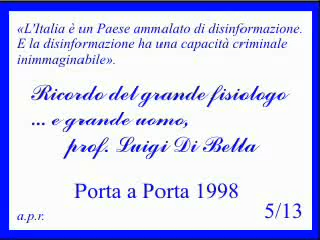 «L'Italia è un Paese ammalato di disinformazione.
E la disinformazione ha una capacità criminale
inimmaginabile».
Ricordo del grande fisiologo
... e grande uomo,
prof. Luigi Di Bella
Porta a Porta 1998
5/13
a.p.r.